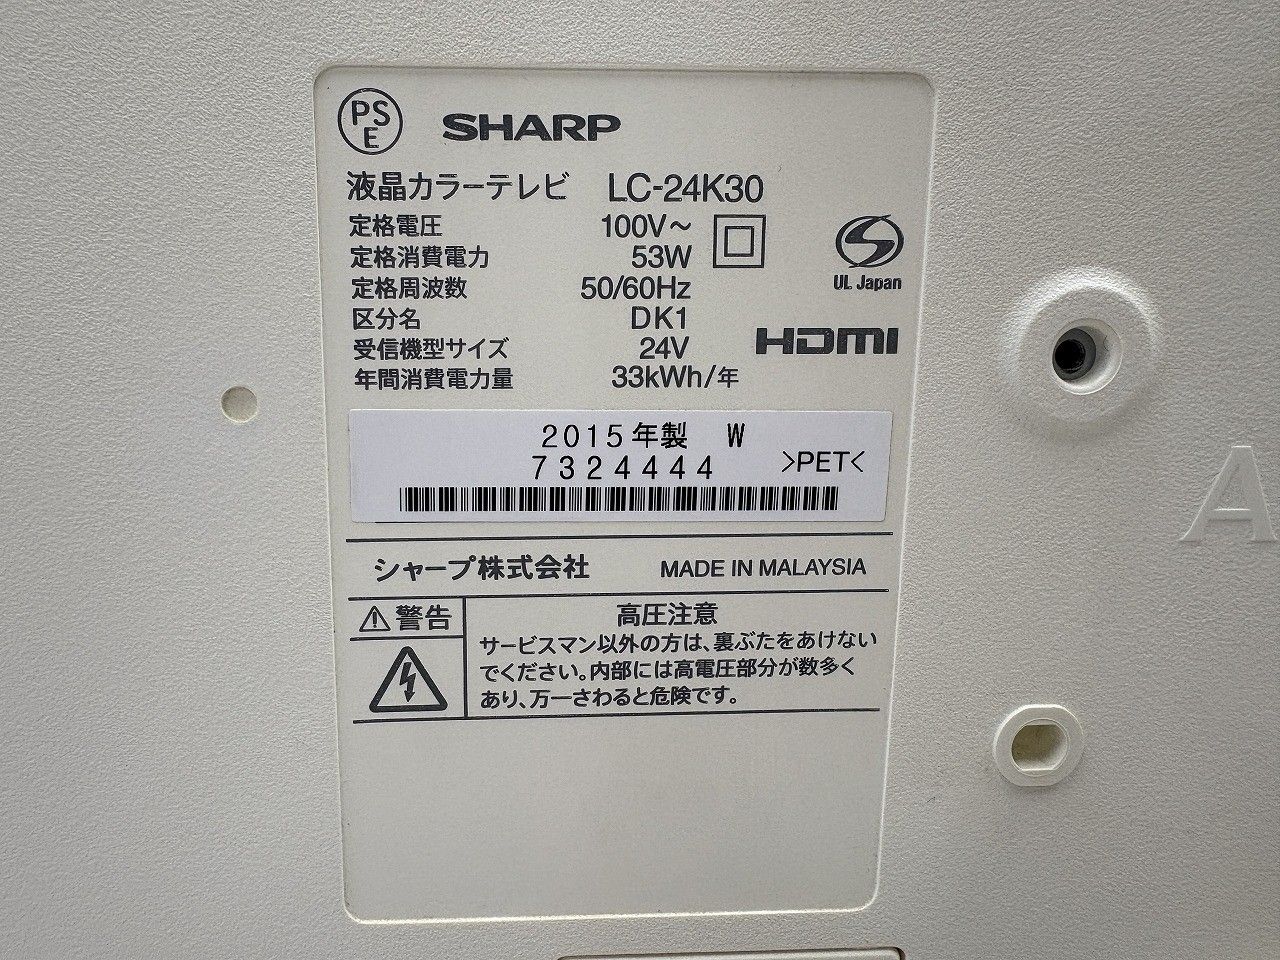 PS
E
SHARP
液晶カラーテレビ LC-24K30
定格電圧 100V～
定格消費電力 53W
定格周波数 50/60Hz
区分名 DK1
受信機型サイズ 24V
年間消費電力量 33kWh/年
UL Japan
HDMI
2015年製 W
7324444 >PET<
シャープ株式会社 MADE IN MALAYSIA
警告
高圧注意
サービスマン以外の方は、裏ぶたをあけない
でください。内部には高電圧部分が数多く
あり、万一さわると危険です。
A